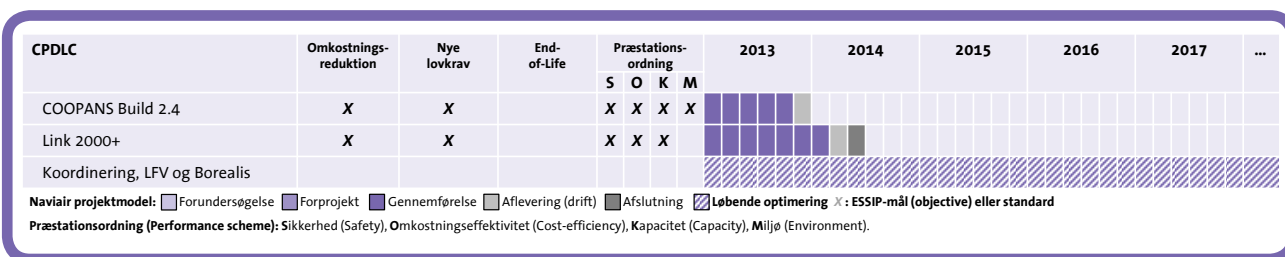 CPDLC Omkostnings-reduktion Nye lovkrav End-of-Life Præstations-ordning 2013 2014 2015 2016 2017 ...
S O K M
COOPANS Build 2.4 X X X X X X
Link 2000+ X X X X X
Koordinering, LFV og Borealis
Naviair projektmodel: Forundersøgelse Forprojekt Gennemførelse Aflevering (drift) Afslutning Løbende optimering X : ESSIP-mål (objective) eller standard
Præstationsordning (Performance scheme): Sikkerhed (Safety), Omkostningseffektivitet (Cost-efficiency), Kapacitet (Capacity), Miljø (Environment).